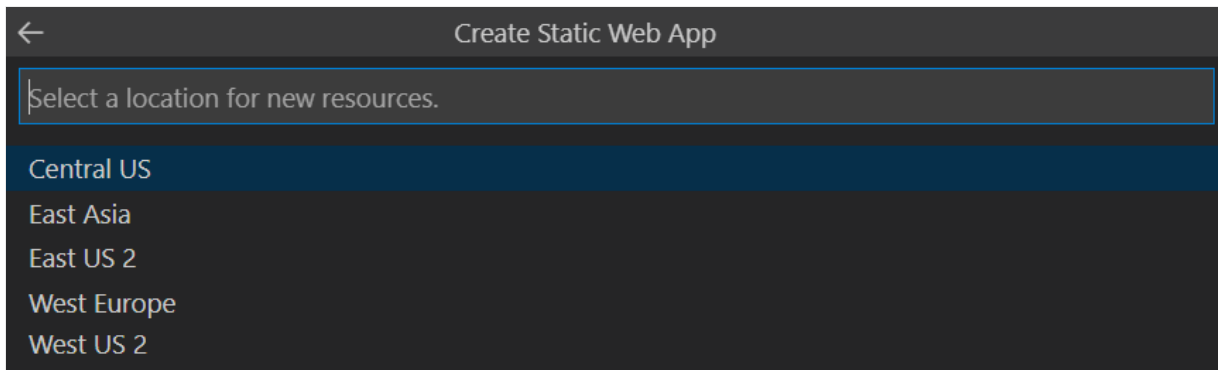 Create Static Web App
Select a location for new resources.
Central US
East Asia
East US 2
West Europe
West US 2